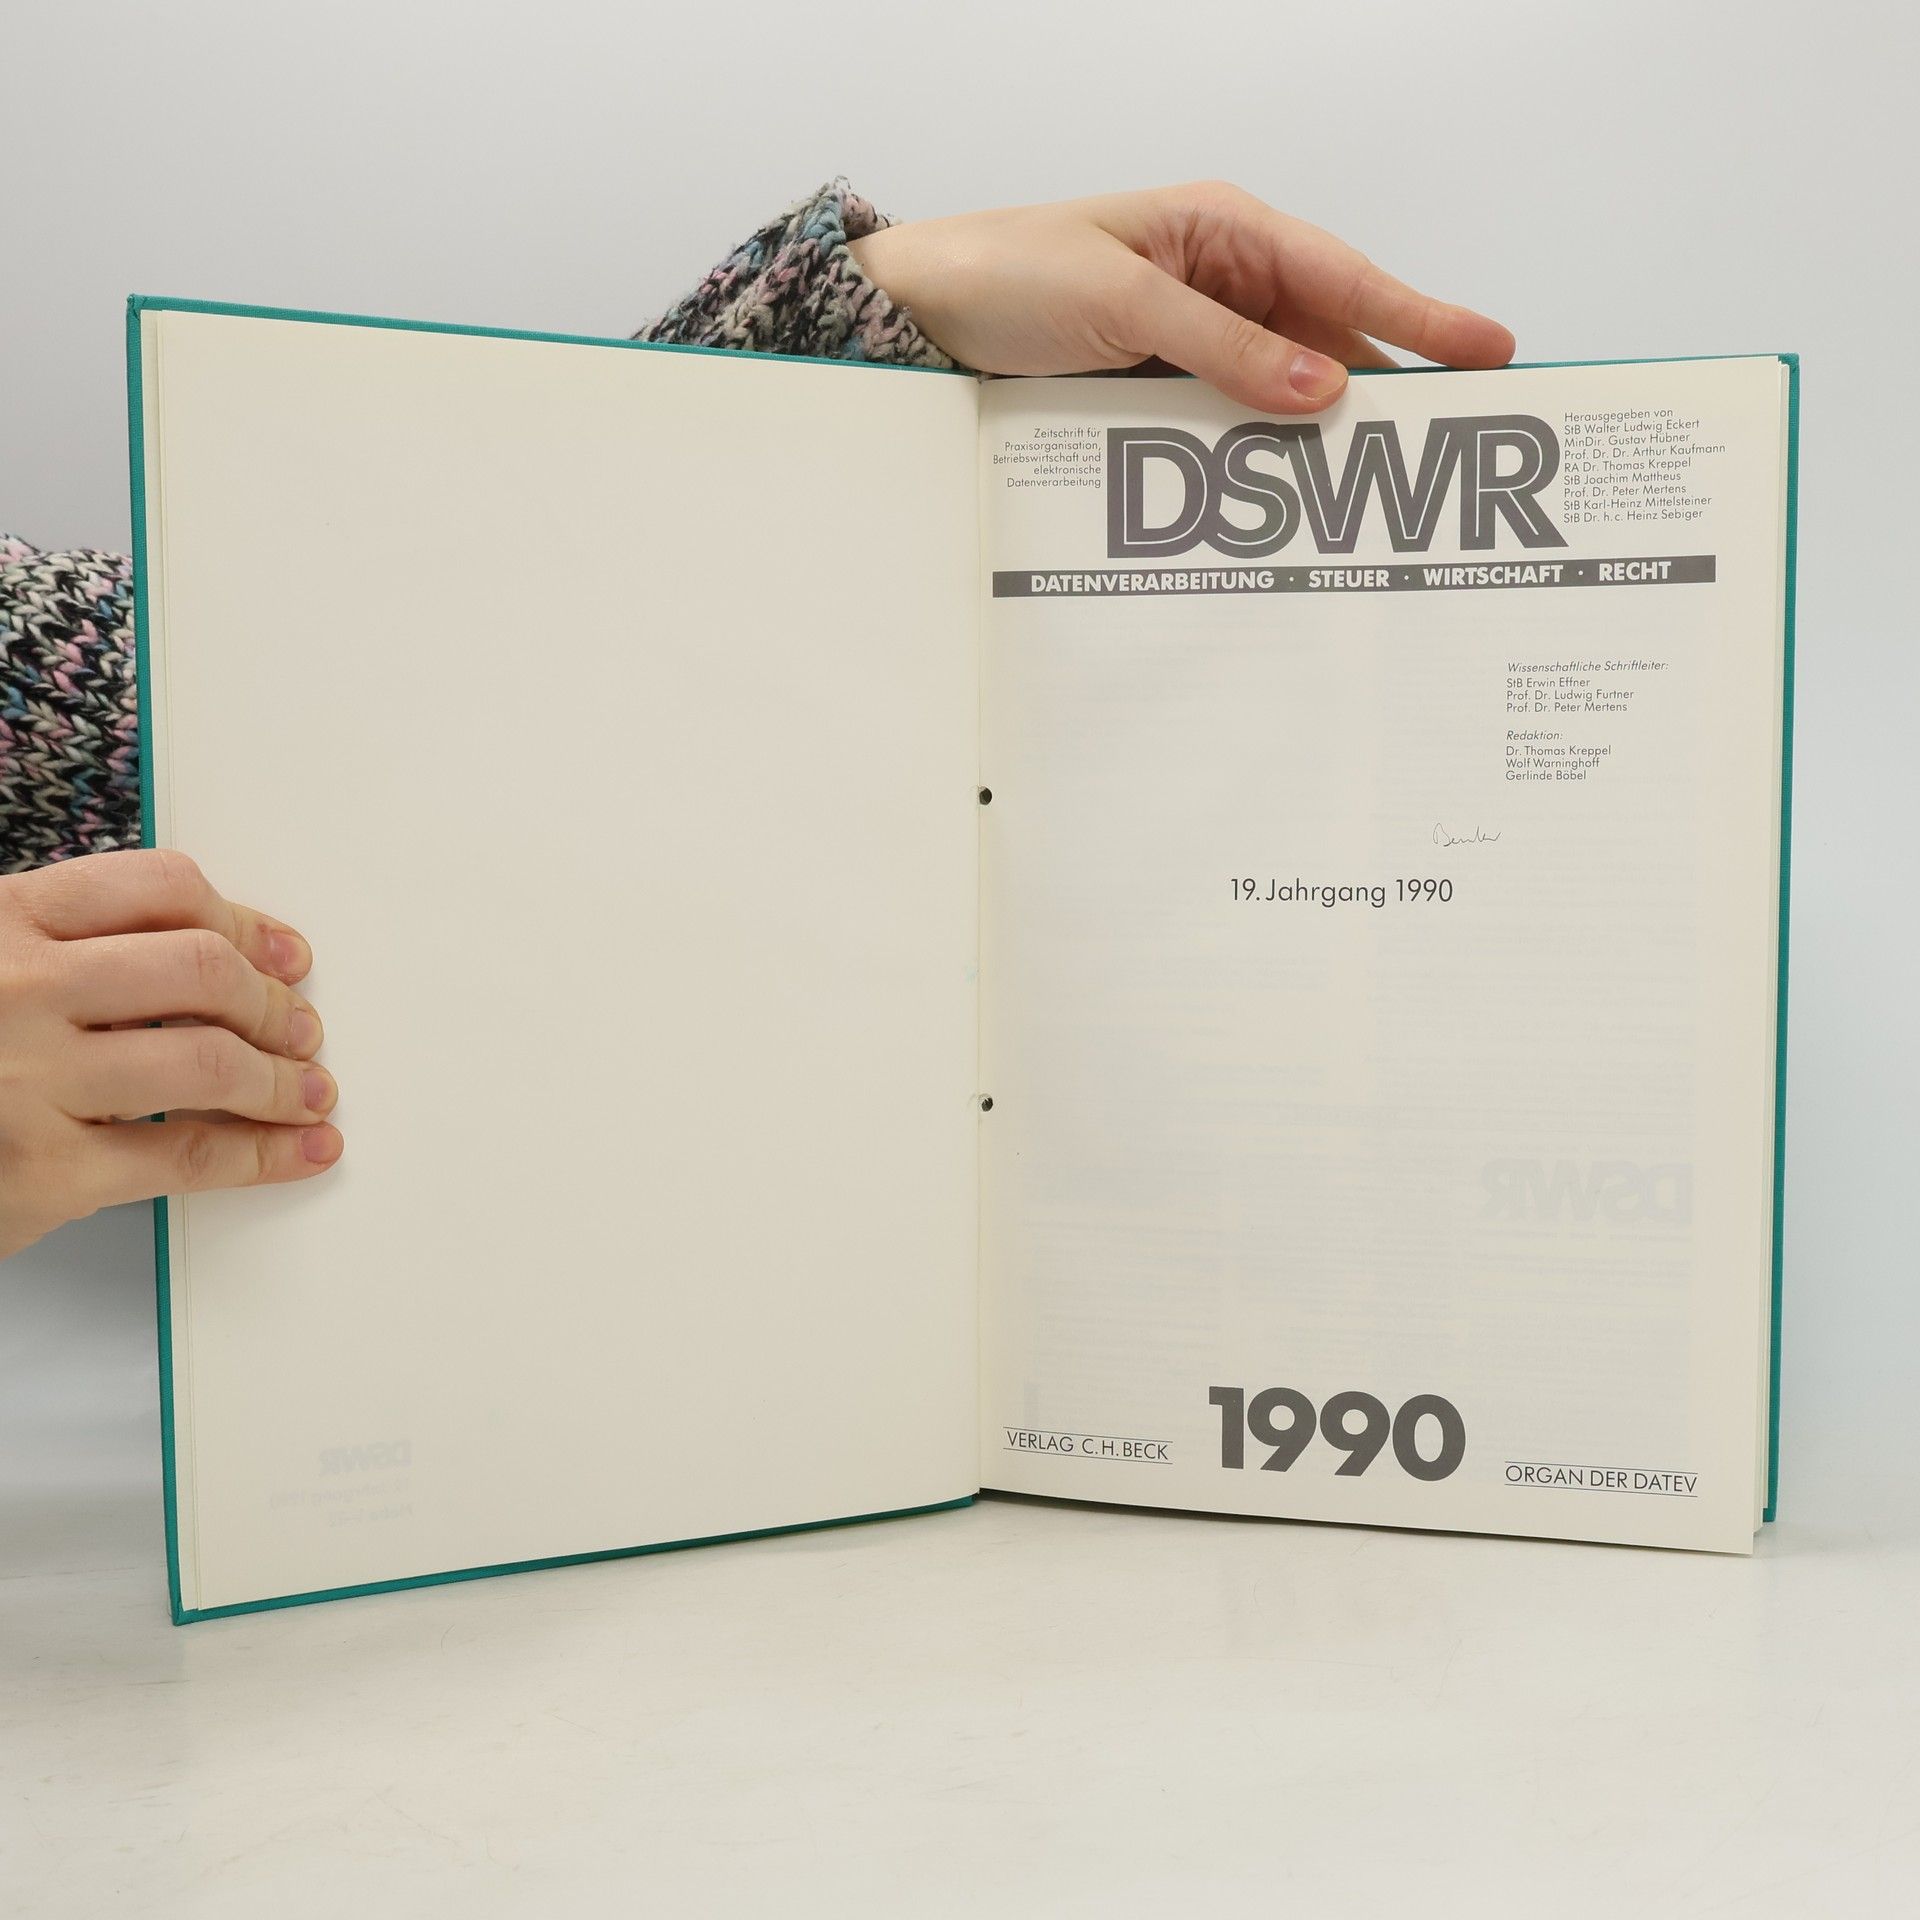 Zeitschrift für
Praxisorganisation,
Betriebswirtschaft und
elektronische
Datenverarbeitung
DSWR
Herausgegeben von
StB Walter Ludwig Eckert
MinDir. Gustav Hübner
Prof. Dr. Dr. Arthur Kaufmann
RA Dr. Thomas Kreppel
StB Joachim Mattheus
Prof. Dr. Peter Mertens
StB Karl-Heinz Mittelsteiner
StB Dr. h. c. Heinz Sebiger
DATENVERARBEITUNG · STEUER · WIRTSCHAFT · RECHT
Wissenschaftliche Schriftleiter:
StB Erwin Effner
Prof. Dr. Ludwig Furtner
Prof. Dr. Peter Mertens
Redaktion:
Dr. Thomas Kreppel
Wolf Warninghoff
Gerlinde Böbel
19. Jahrgang 1990
VERLAG C. H. BECK
1990
ORGAN DER DATEV